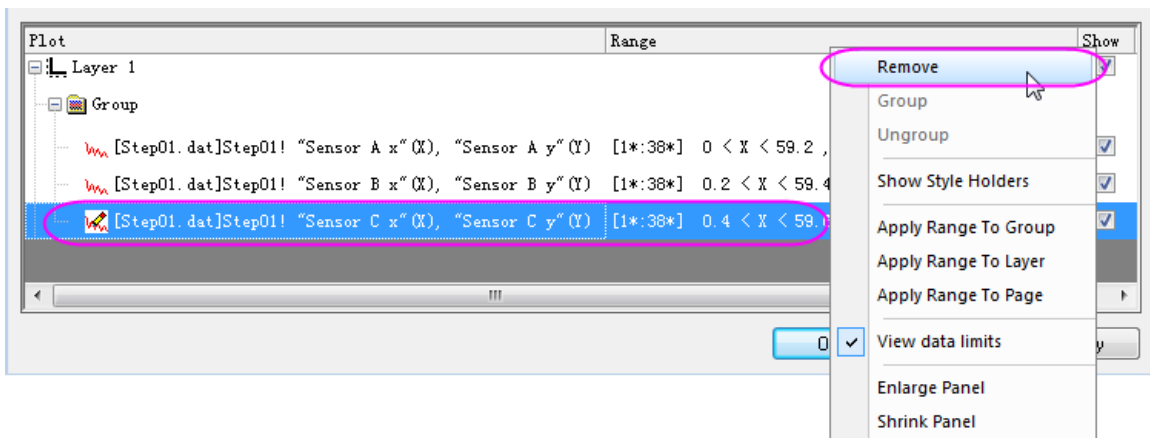 Plot Range Show
Layer 1
Group
[Step01.dat]Step01! "Sensor A x"(X), "Sensor A y"(Y) [1*:38*] 0 < X < 59.2 ,
[Step01.dat]Step01! "Sensor B x"(X), "Sensor B y"(Y) [1*:38*] 0.2 < X < 59.4
[Step01.dat]Step01! "Sensor C x"(X), "Sensor C y"(Y) [1*:38*] 0.4 < X < 59.
Remove
Group
Ungroup
Show Style Holders
Apply Range To Group
Apply Range To Layer
Apply Range To Page
View data limits
Enlarge Panel
Shrink Panel